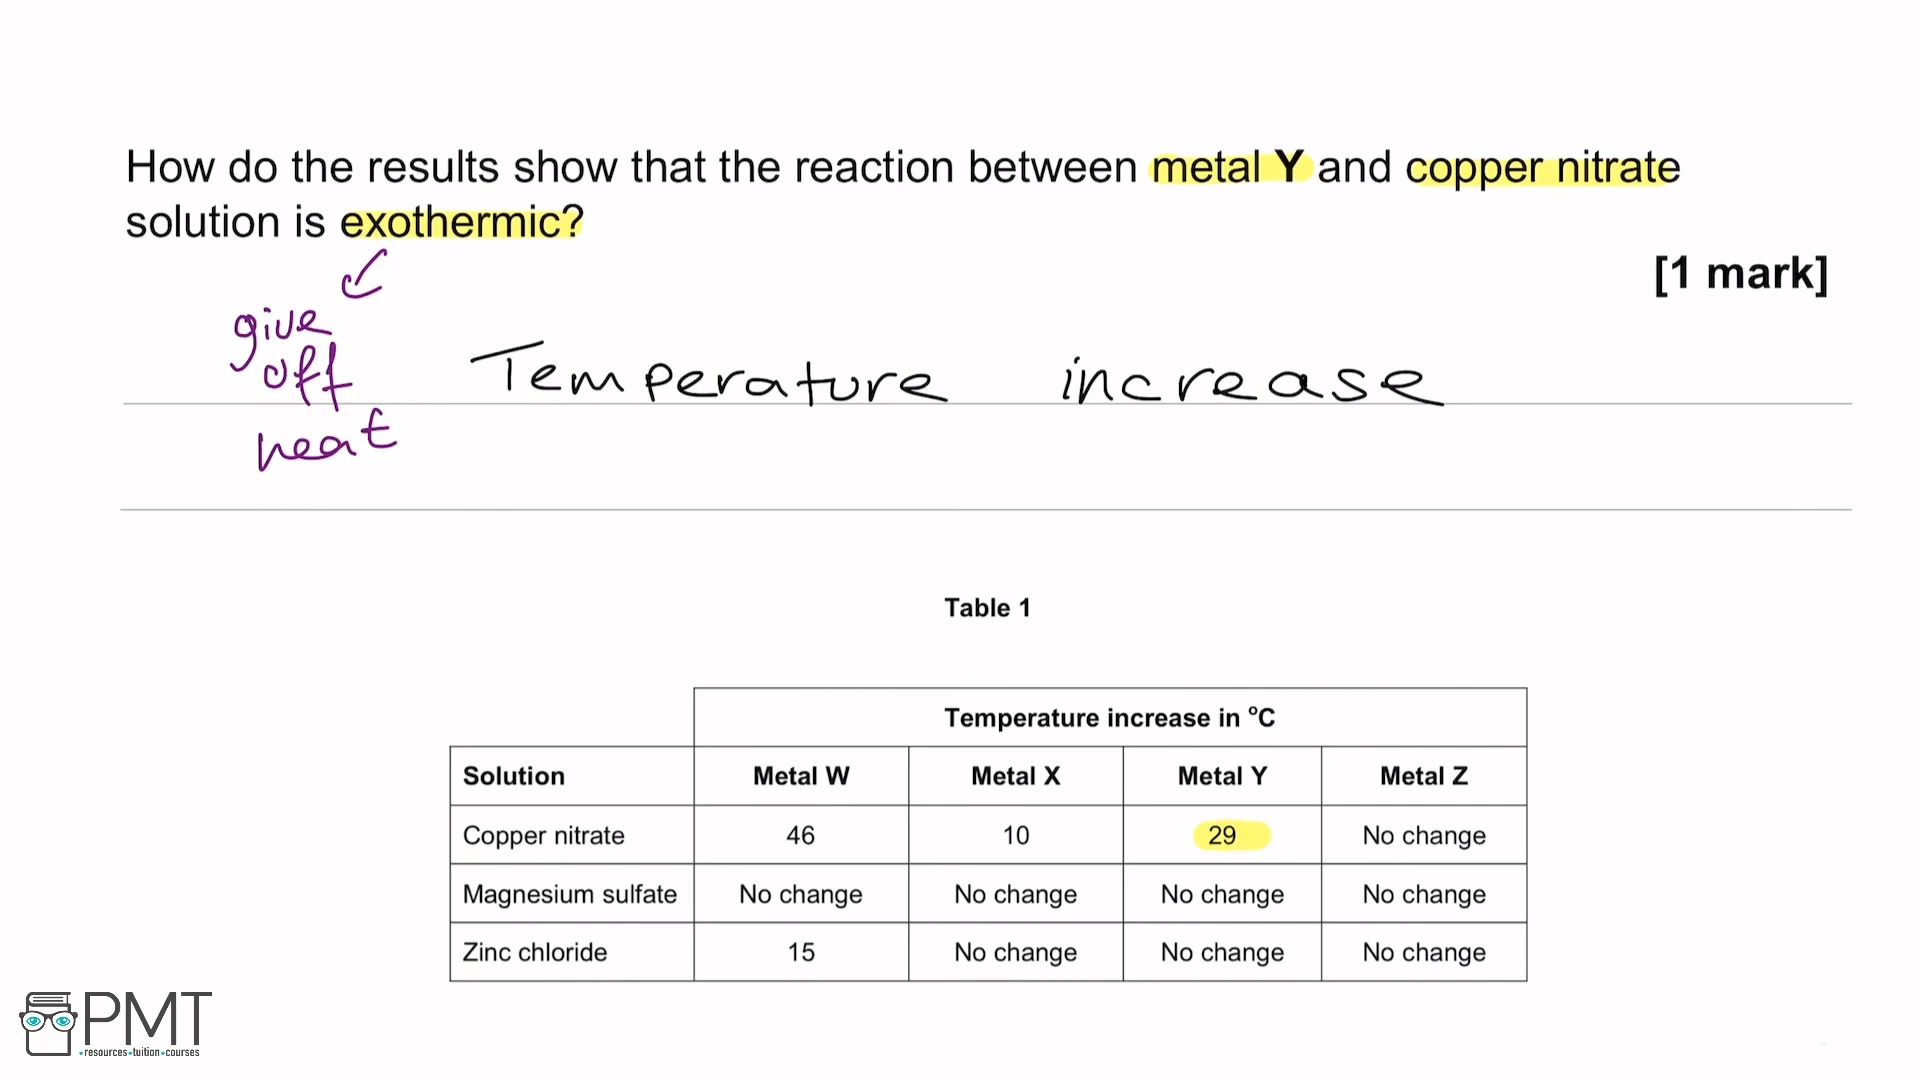 How do the results show that the reaction between metal Y and copper nitrate
solution is exothermic?
[1 mark]
give
off
heat
Temperature increase
Table 1
Temperature increase in °C
Solution Metal W Metal X Metal Y Metal Z
Copper nitrate 46 10 29 No change
Magnesium sulfate No change No change No change No change
Zinc chloride 15 No change No change No change
PMT
•resources•tuition•courses